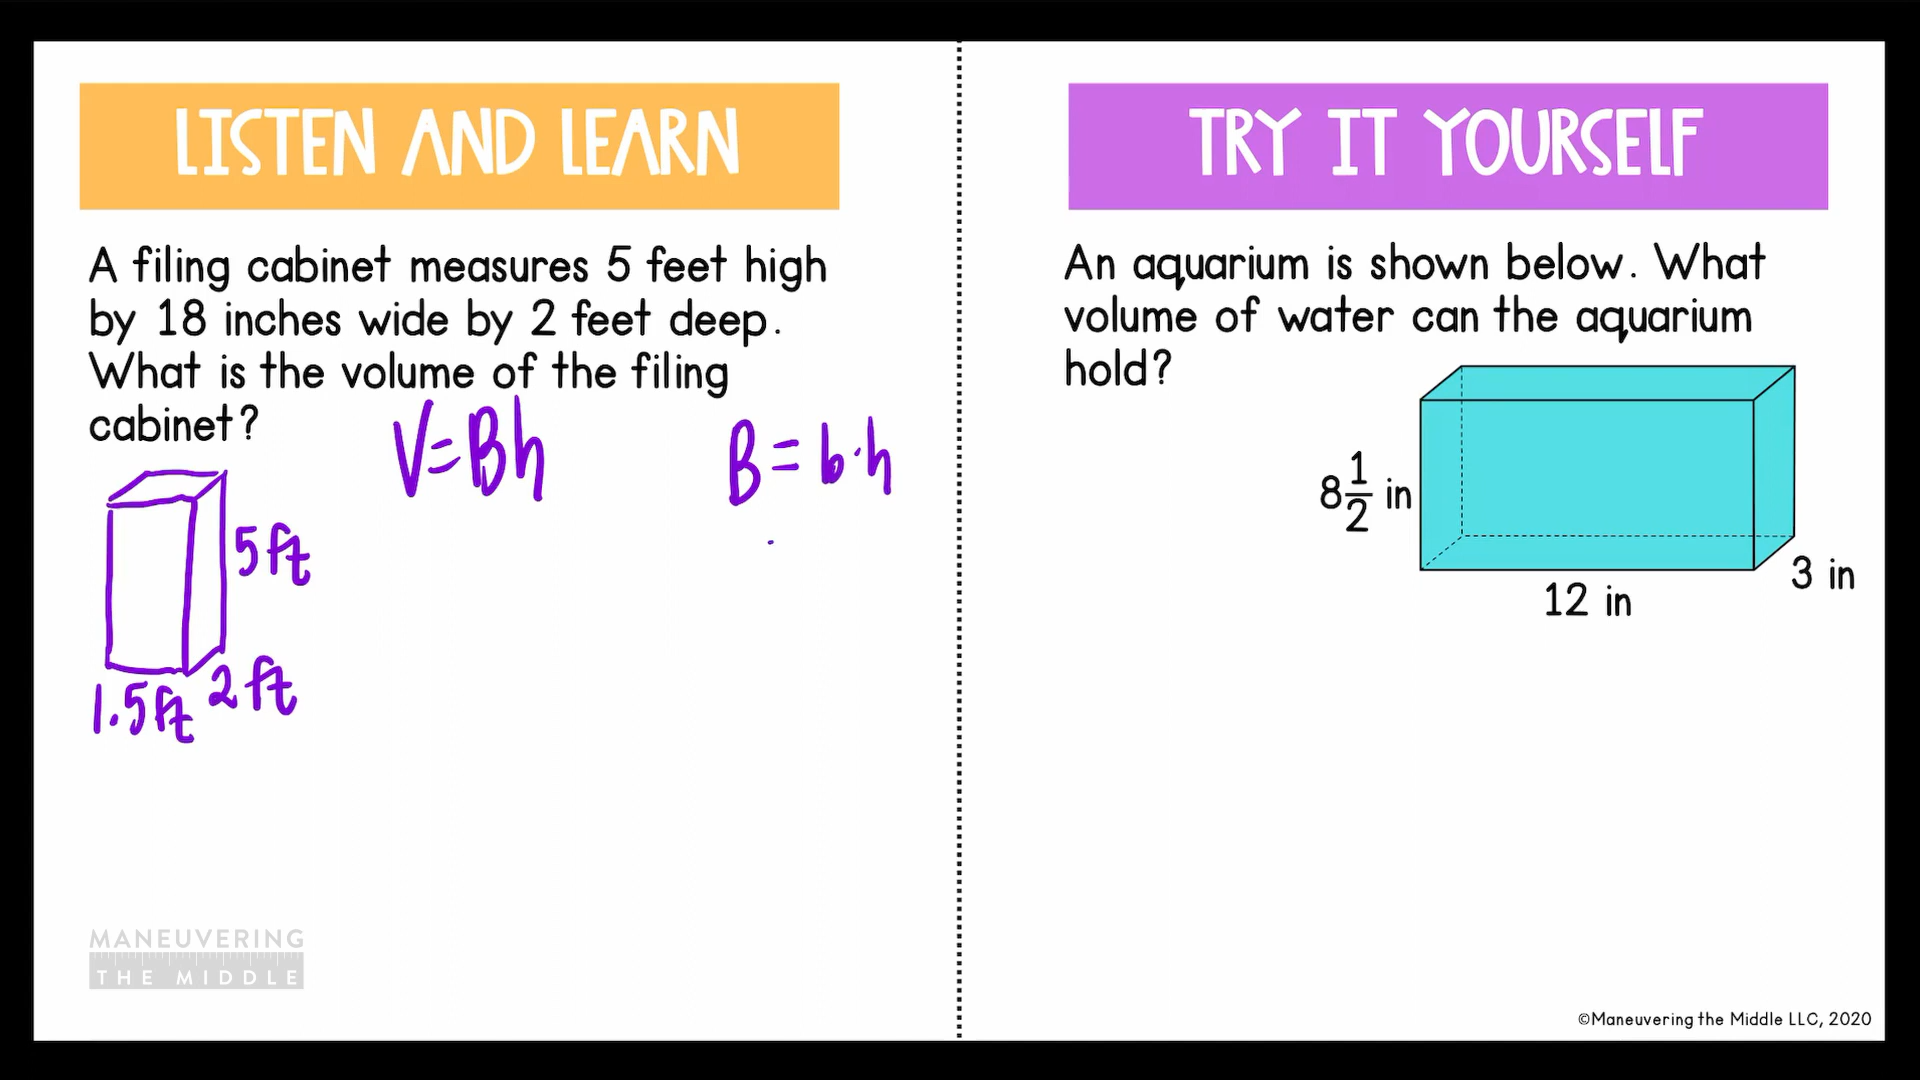 LISTEN AND LEARN
A filing cabinet measures 5 feet high
by 18 inches wide by 2 feet deep.
What is the volume of the filing
cabinet?
V=Bh
B=b·h
5ft
2ft
1.5ft
MANEUVERING
THE MIDDLE
TRY IT YOURSELF
An aquarium is shown below. What
volume of water can the aquarium
hold?
8 1/2 in
3 in
12 in
©Maneuvering the Middle LLC, 2020